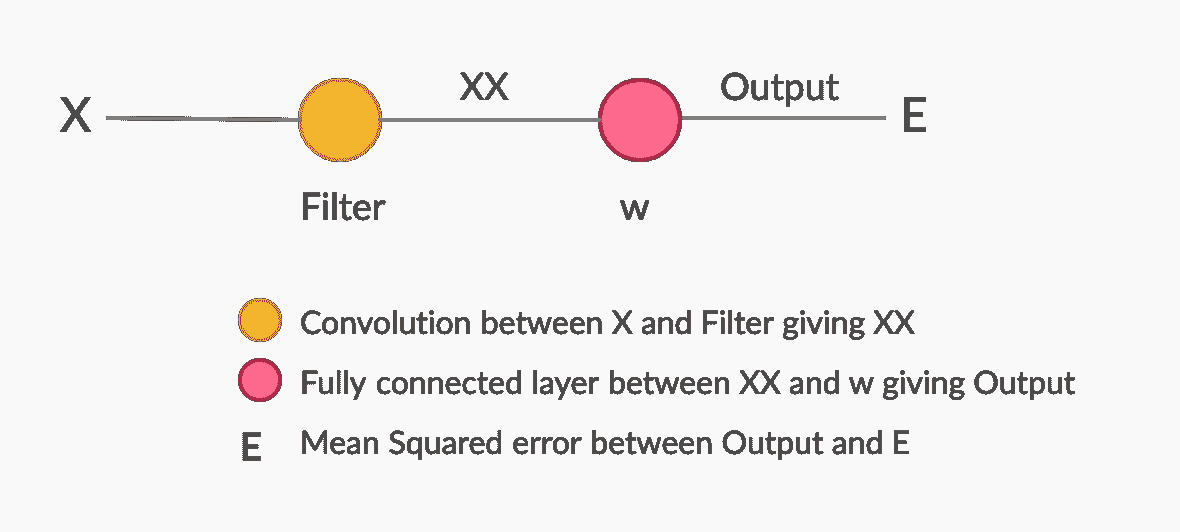 X
XX
Output
E
Filter
w
Convolution between X and Filter giving XX
Fully connected layer between XX and w giving Output
E Mean Squared error between Output and E